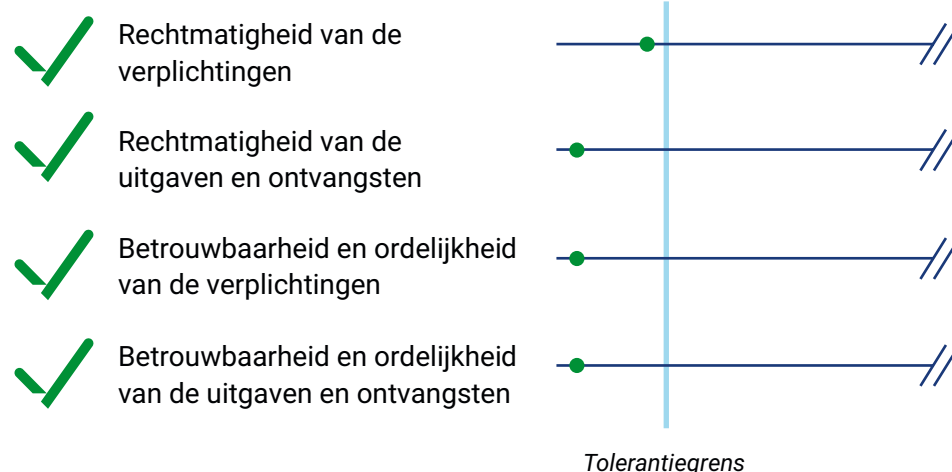 Rechtmatigheid van de
verplichtingen
Rechtmatigheid van de
uitgaven en ontvangsten
Betrouwbaarheid en ordelijkheid
van de verplichtingen
Betrouwbaarheid en ordelijkheid
van de uitgaven en ontvangsten
Tolerantiegrens